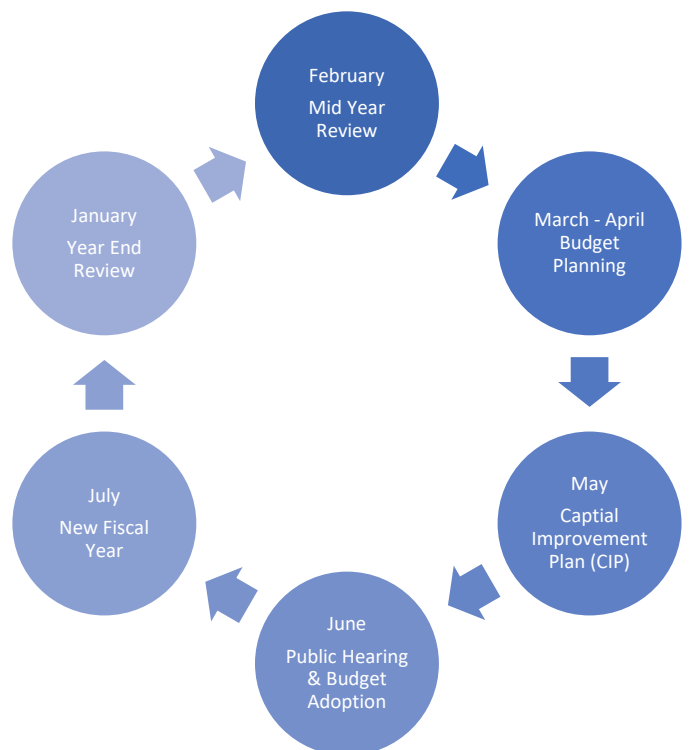 February
Mid Year
Review
March - April
Budget
Planning
May
Captial
Improvement
Plan (CIP)
June
Public Hearing
& Budget
Adoption
July
New Fiscal
Year
January
Year End
Review